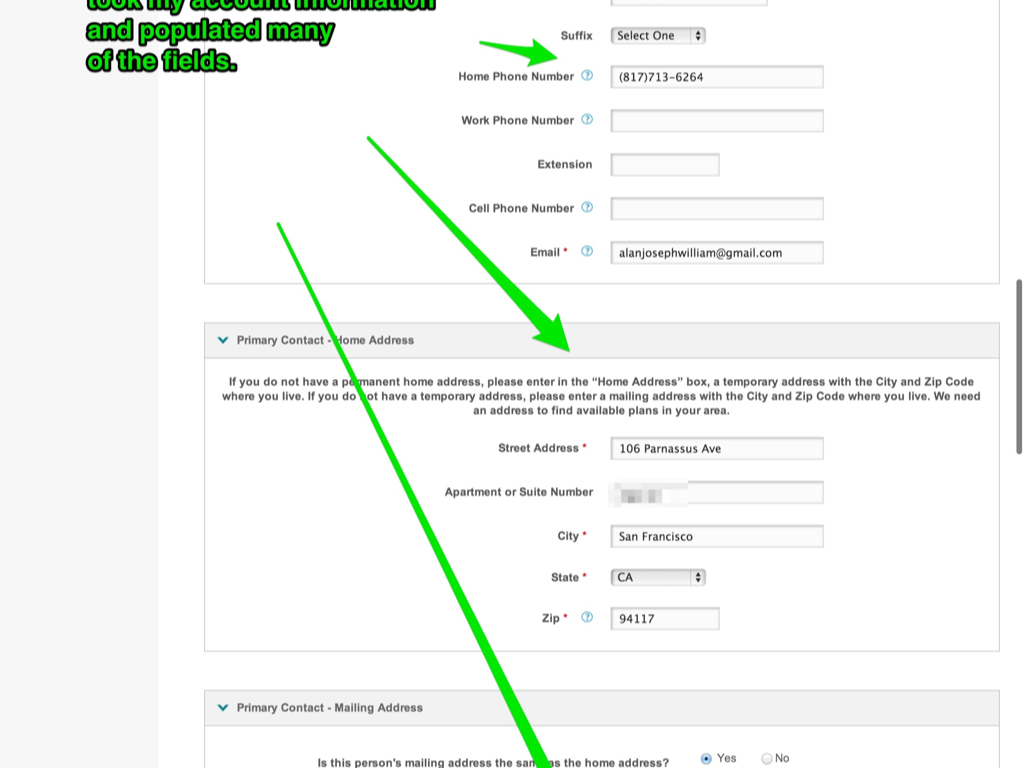 took my account information
and populated many
of the fields.
Suffix Select One
Home Phone Number ? (817)713-6264
Work Phone Number ?
Extension
Cell Phone Number ?
Email * ? alanjosephwilliam@gmail.com
Primary Contact - Home Address
If you do not have a permanent home address, please enter in the "Home Address" box, a temporary address with the City and Zip Code
where you live. If you do not have a temporary address, please enter a mailing address with the City and Zip Code where you live. We need
an address to find available plans in your area.
Street Address * 106 Parnassus Ave
Apartment or Suite Number
City * San Francisco
State * CA
Zip * ? 94117
Primary Contact - Mailing Address
Is this person's mailing address the same as the home address? Yes No